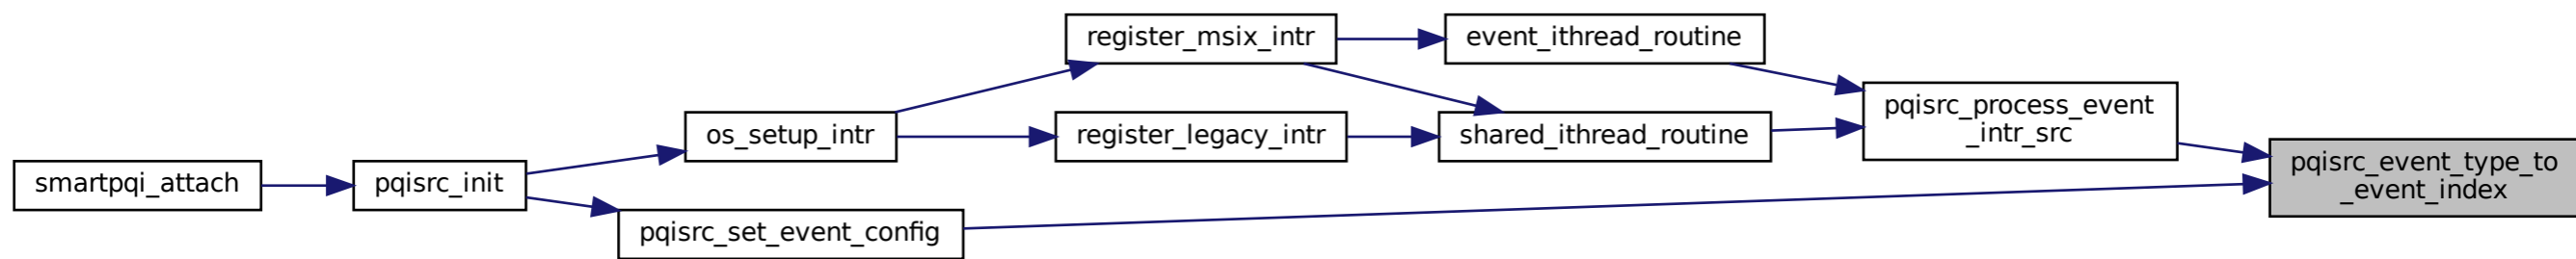 smartpqi_attach
pqisrc_init
os_setup_intr
pqisrc_set_event_config
register_msix_intr
register_legacy_intr
event_ithread_routine
shared_ithread_routine
pqisrc_process_event
_intr_src
pqisrc_event_type_to
_event_index